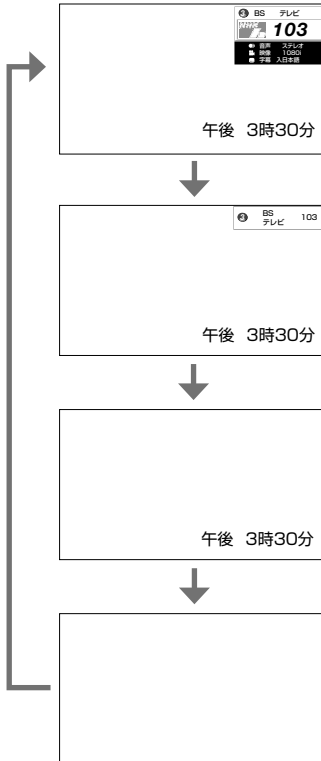 ③ BS テレビ
103
音声 ステレオ
映像 1080i
字幕 入 日本語
午後 3時30分
③ BS テレビ 103
午後 3時30分
午後 3時30分